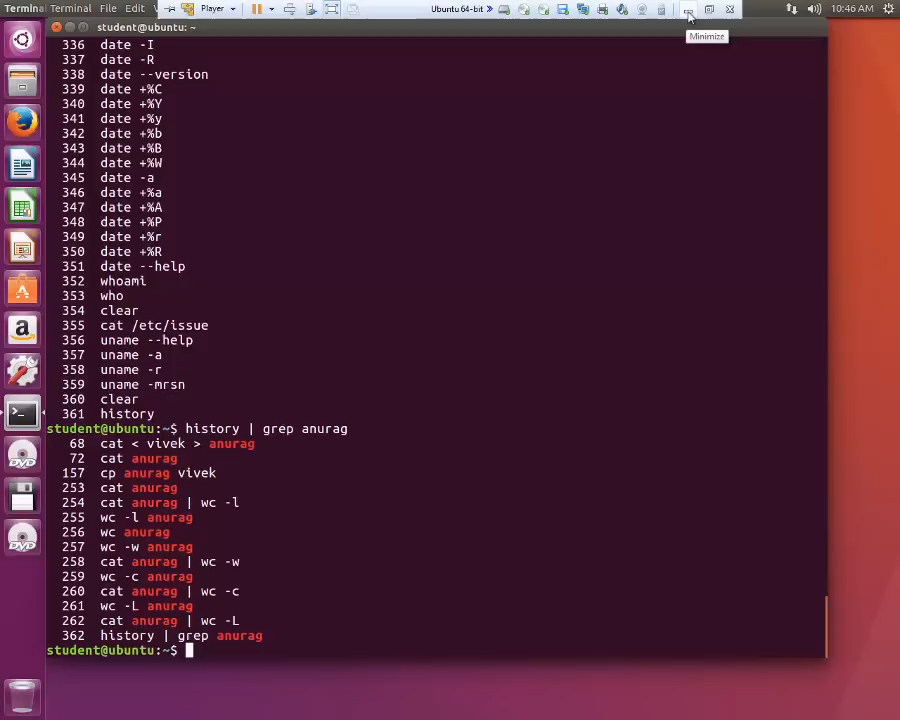 Terminal Terminal File Edit Player Ubuntu 64-bit 10:46 AM
Minimize
student@ubuntu: ~
336 date -I
337 date -R
338 date --version
339 date +%C
340 date +%Y
341 date +%y
342 date +%b
343 date +%B
344 date +%W
345 date -a
346 date +%a
347 date +%A
348 date +%P
349 date +%r
350 date +%R
351 date --help
352 whoami
353 who
354 clear
355 cat /etc/issue
356 uname --help
357 uname -a
358 uname -r
359 uname -mrsn
360 clear
361 history
student@ubuntu:~$ history | grep anurag
68 cat < vivek > anurag
72 cat anurag
157 cp anurag vivek
253 cat anurag
254 cat anurag | wc -l
255 wc -l anurag
256 wc anurag
257 wc -w anurag
258 cat anurag | wc -w
259 wc -c anurag
260 cat anurag | wc -c
261 wc -L anurag
262 cat anurag | wc -L
362 history | grep anurag
student@ubuntu:~$